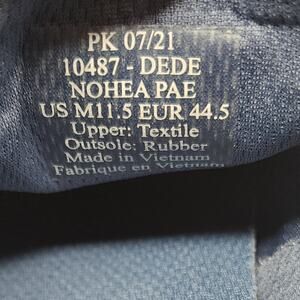 PK 07/21
10487 - DEDE
NOHEA PAE
US M11.5 EUR 44.5
Upper: Textile
Outsole: Rubber
Made in Vietnam
Fabrique en Vietnam